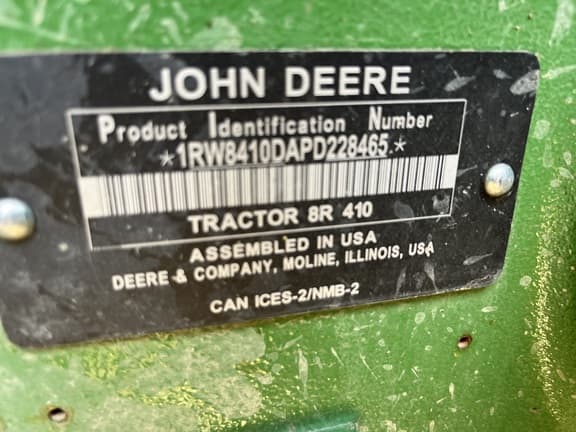 JOHN DEERE
Product Identification Number
*1RW8410DAPD228465*
TRACTOR 8R 410
ASSEMBLED IN USA
DEERE & COMPANY, MOLINE, ILLINOIS, USA
CAN ICES-2/NMB-2